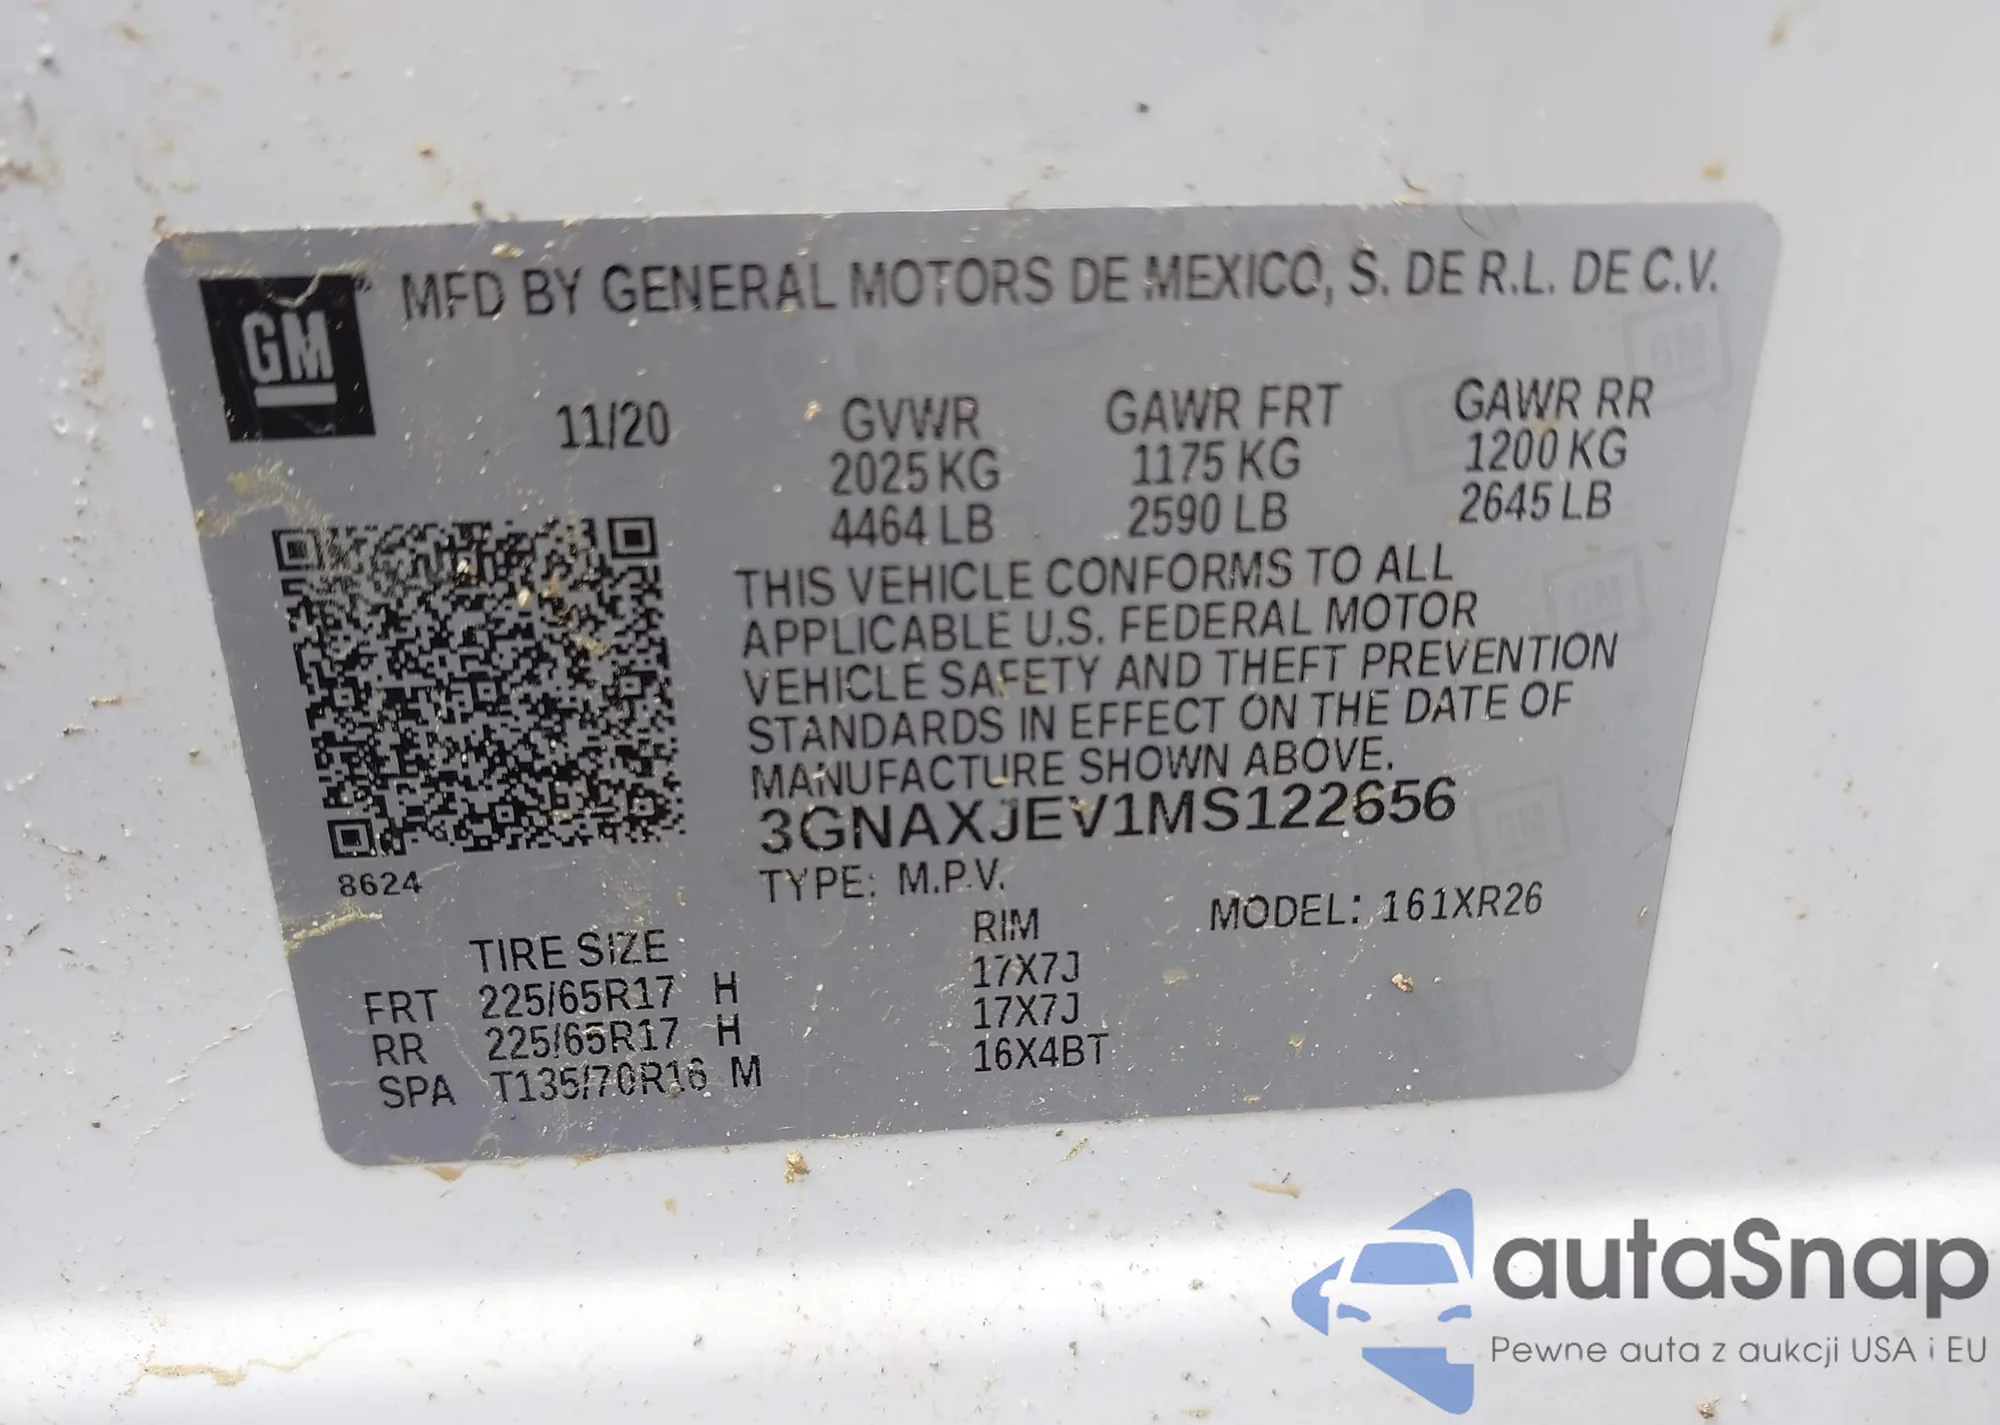 GM
MFD BY GENERAL MOTORS DE MEXICO, S. DE R.L. DE C.V.
11/20 GVWR GAWR FRT GAWR RR
2025 KG 1175 KG 1200 KG
4464 LB 2590 LB 2645 LB
THIS VEHICLE CONFORMS TO ALL
APPLICABLE U.S. FEDERAL MOTOR
VEHICLE SAFETY AND THEFT PREVENTION
STANDARDS IN EFFECT ON THE DATE OF
MANUFACTURE SHOWN ABOVE.
3GNAXJEV1MS122656
8624
TYPE: M.P.V.
MODEL: 161XR26
TIRE SIZE RIM
FRT 225/65R17 H 17X7J
RR 225/65R17 H 17X7J
SPA T135/70R16 M 16X4BT
autaSnap
Pewne auta z aukcji USA i EU